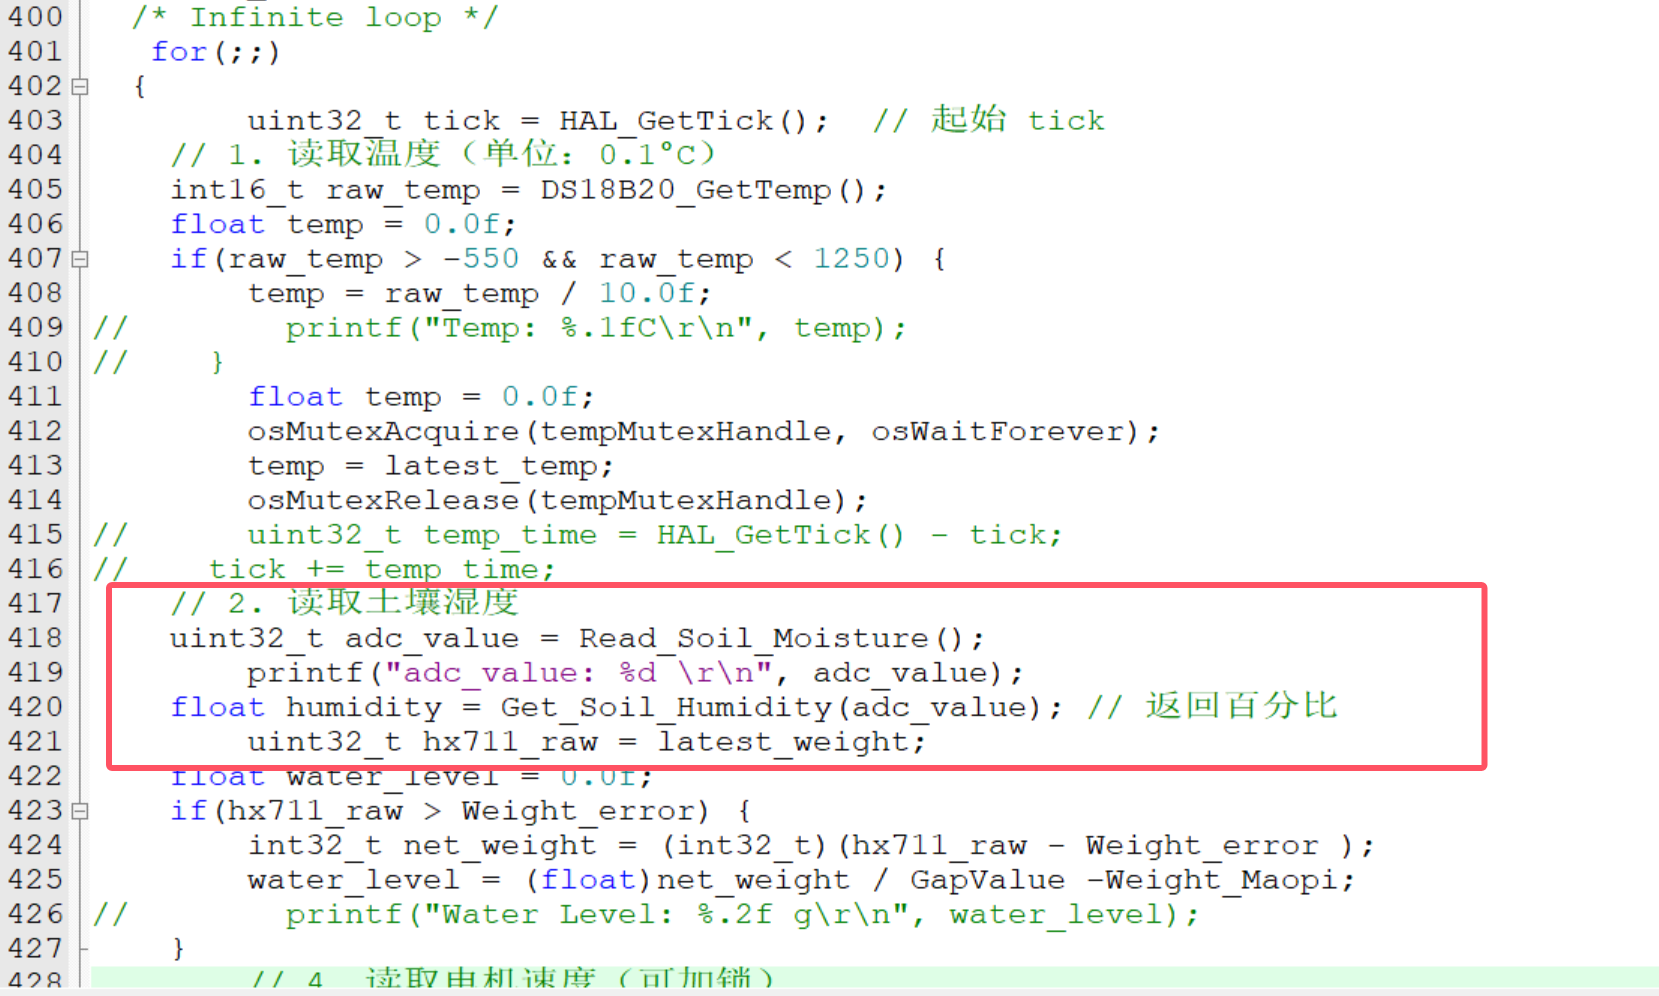 400 /* Infinite loop */
401 for(;;)
402 {
403 uint32_t tick = HAL_GetTick(); // 起始 tick
404 // 1. 读取温度（单位：0.1°C）
405 int16_t raw_temp = DS18B20_GetTemp();
406 float temp = 0.0f;
407 if(raw_temp > -550 && raw_temp < 1250) {
408 temp = raw_temp / 10.0f;
409 // printf("Temp: %.1fC\r\n", temp);
410 // }
411 float temp = 0.0f;
412 osMutexAcquire(tempMutexHandle, osWaitForever);
413 temp = latest_temp;
414 osMutexRelease(tempMutexHandle);
415 // uint32_t temp_time = HAL_GetTick() - tick;
416 // tick += temp_time;
417 // 2. 读取土壤湿度
418 uint32_t adc_value = Read_Soil_Moisture();
419 printf("adc_value: %d \r\n", adc_value);
420 float humidity = Get_Soil_Humidity(adc_value); // 返回百分比
421 uint32_t hx711_raw = latest_weight;
422 float water_level = 0.0f;
423 if(hx711_raw > Weight_error) {
424 int32_t net_weight = (int32_t)(hx711_raw - Weight_error );
425 water_level = (float)net_weight / GapValue -Weight_Maopi;
426 // printf("Water Level: %.2f g\r\n", water_level);
427 }
428 // 4. 读取电机速度（可加锁）